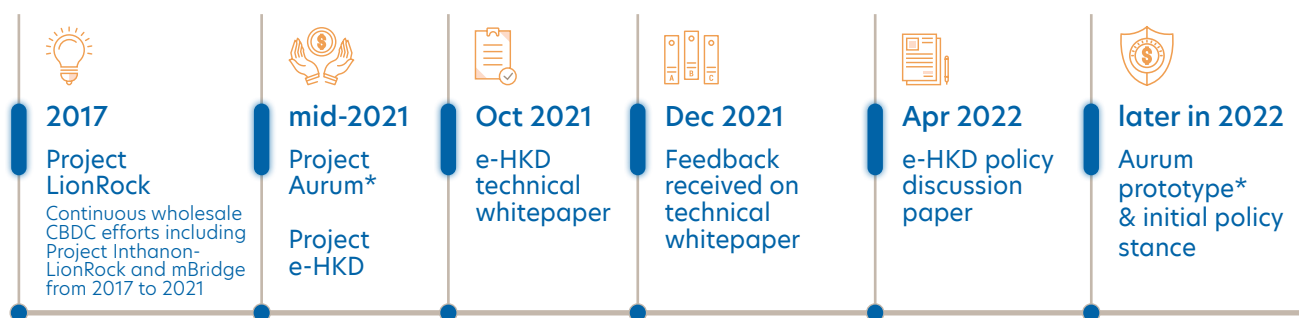 2017
Project
LionRock
Continuous wholesale
CBDC efforts including
Project Inthanon-
LionRock and mBridge
from 2017 to 2021
mid-2021
Project
Aurum*
Project
e-HKD
Oct 2021
e-HKD
technical
whitepaper
A B C
Dec 2021
Feedback
received on
technical
whitepaper
Apr 2022
e-HKD policy
discussion
paper
later in 2022
Aurum
prototype*
& initial policy
stance